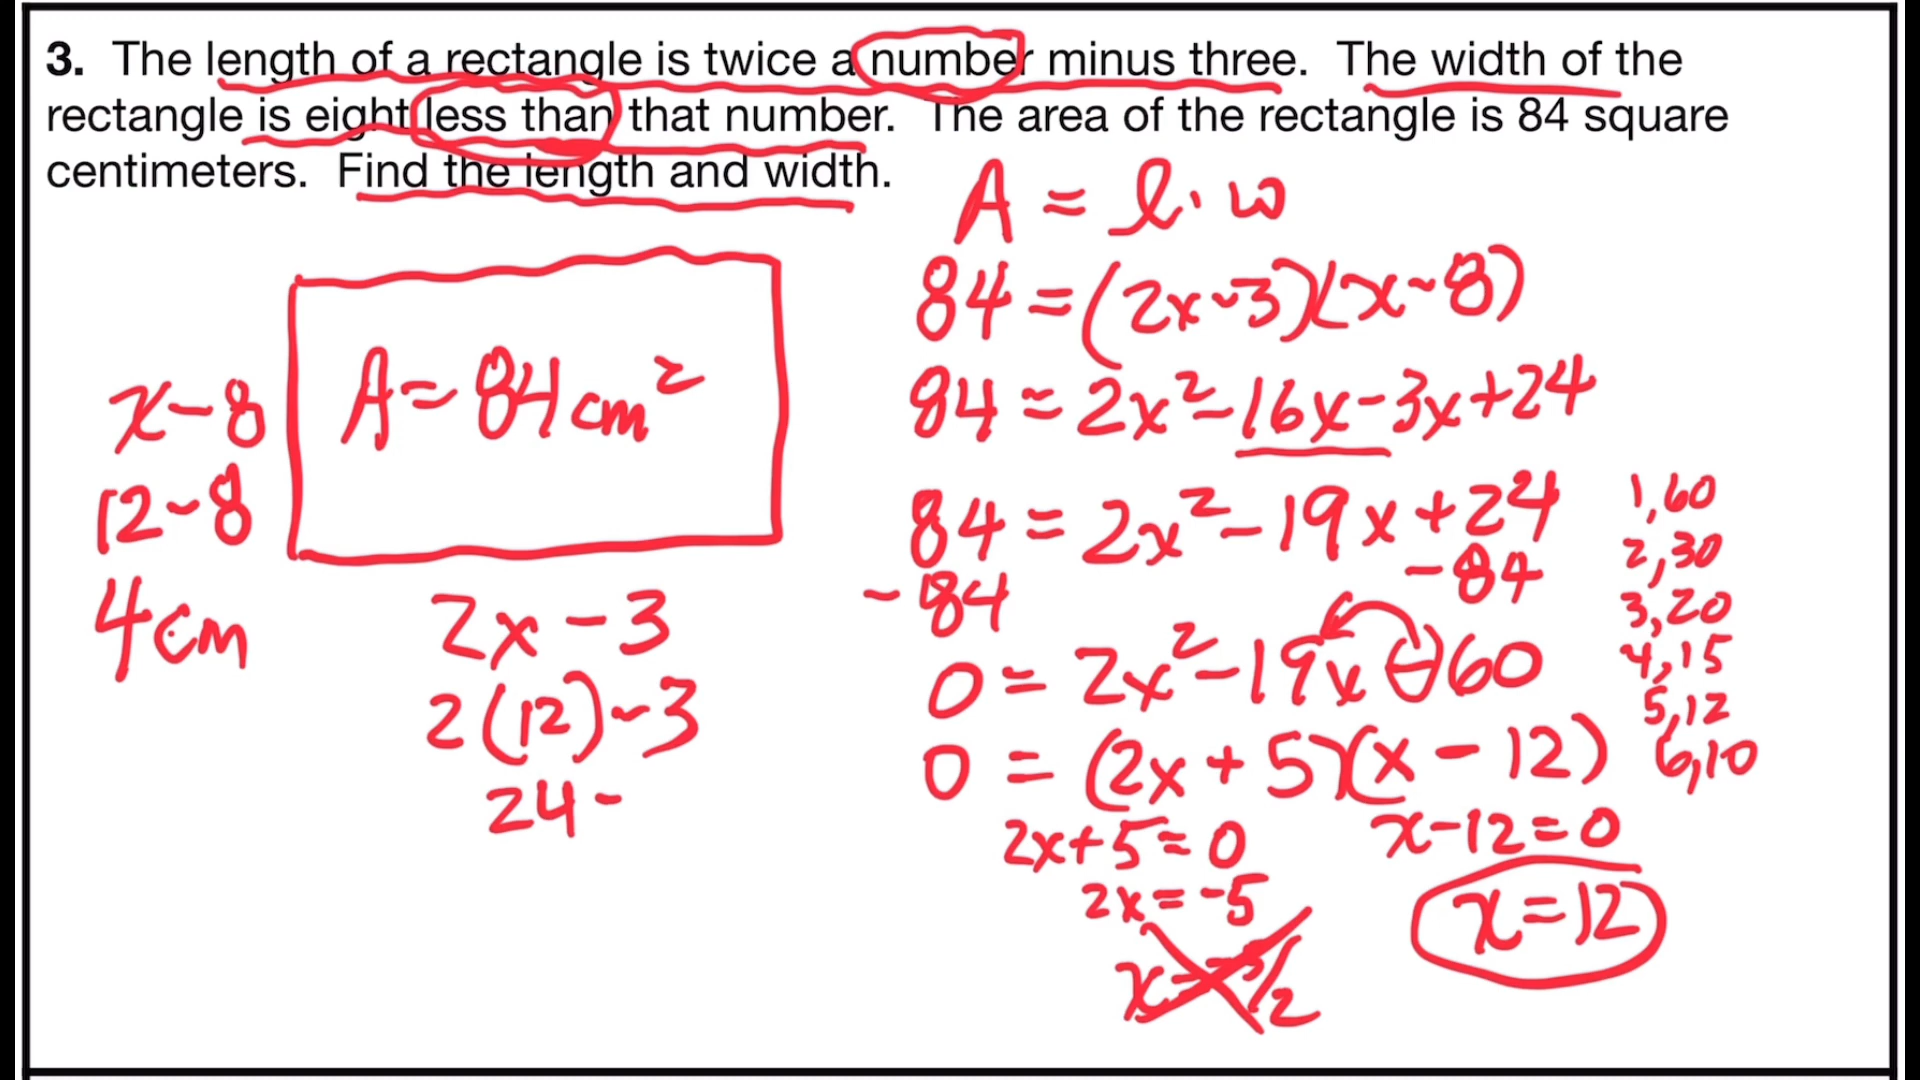 3. The length of a rectangle is twice a number minus three. The width of the
rectangle is eight less than that number. The area of the rectangle is 84 square
centimeters. Find the length and width.
A = l · w
84 = (2x - 3)(x - 8)
84 = 2x² - 16x - 3x + 24
84 = 2x² - 19x + 24
- 84 - 84
0 = 2x² - 19x - 60
0 = (2x + 5)(x - 12)
2x + 5 = 0 x - 12 = 0
2x = -5 x = 12
x = -5/2
1, 60
2, 30
3, 20
4, 15
5, 12
6, 10
A = 84 cm²
x - 8
12 - 8
4 cm
2x - 3
2(12) - 3
24 -